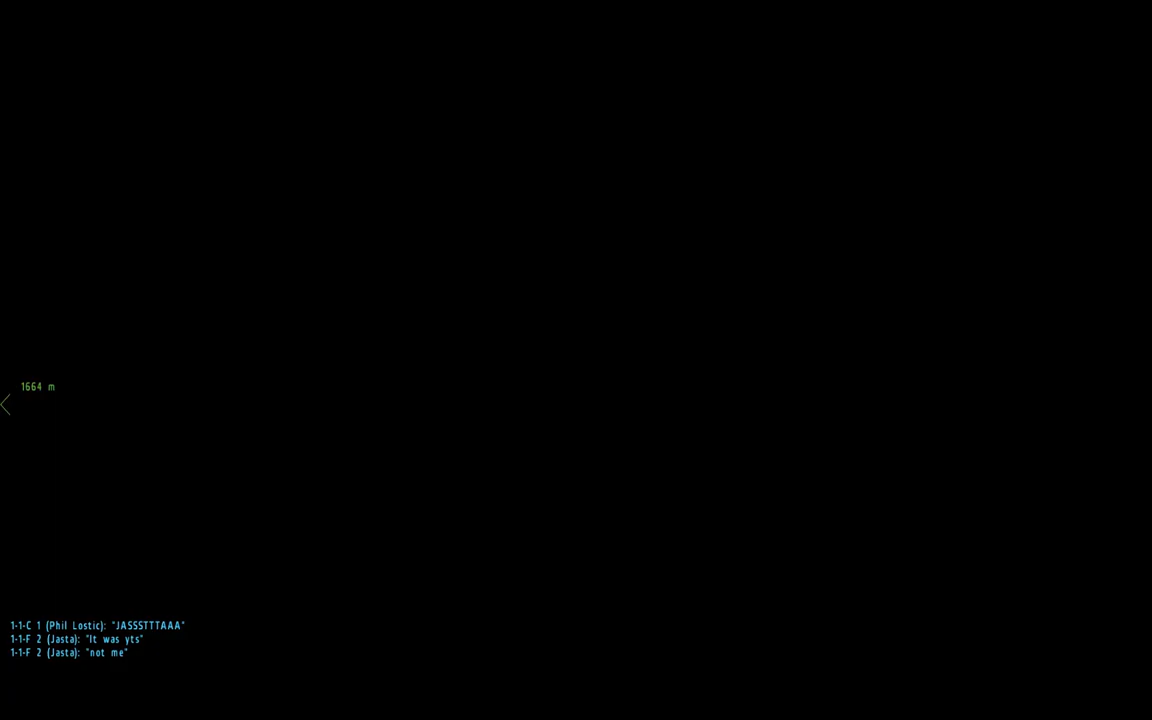 1664 m
1-1-C 1 (Phil Lostic): "JASSSTTTAAA"
1-1-F 2 (Jasta): "It was yts"
1-1-F 2 (Jasta): "not me"